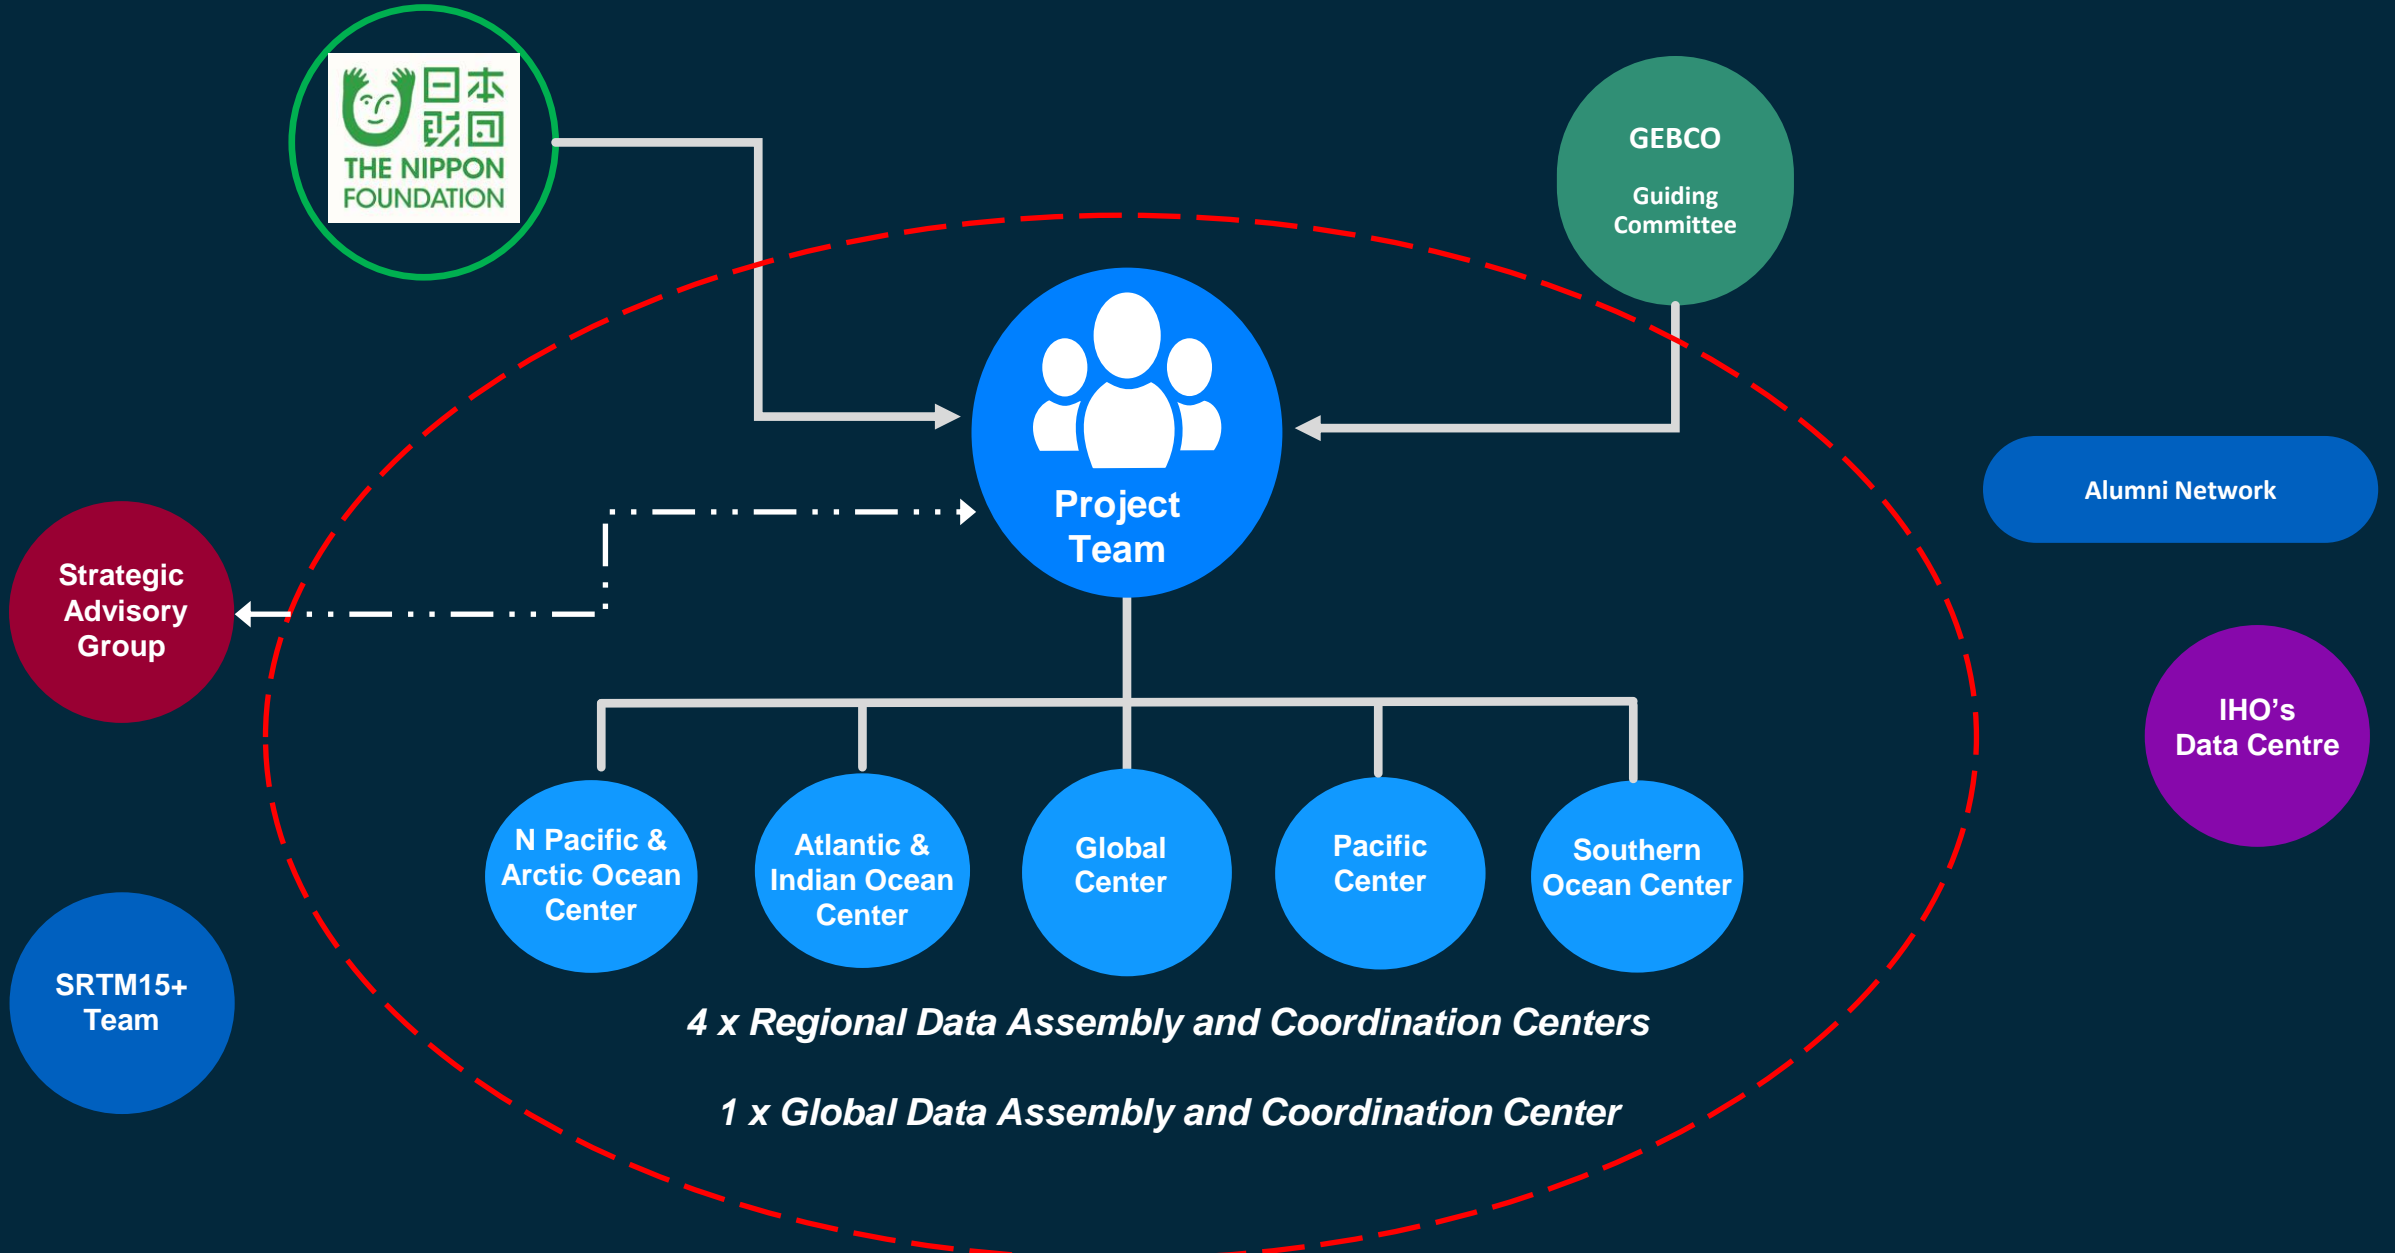 日本
財団
THE NIPPON
FOUNDATION
GEBCO
Guiding
Committee
Project
Team
Alumni Network
Strategic
Advisory
Group
IHO's
Data Centre
N Pacific &
Arctic Ocean
Center
Atlantic &
Indian Ocean
Center
Global
Center
Pacific
Center
Southern
Ocean Center
SRTM15+
Team
4 x Regional Data Assembly and Coordination Centers
1 x Global Data Assembly and Coordination Center